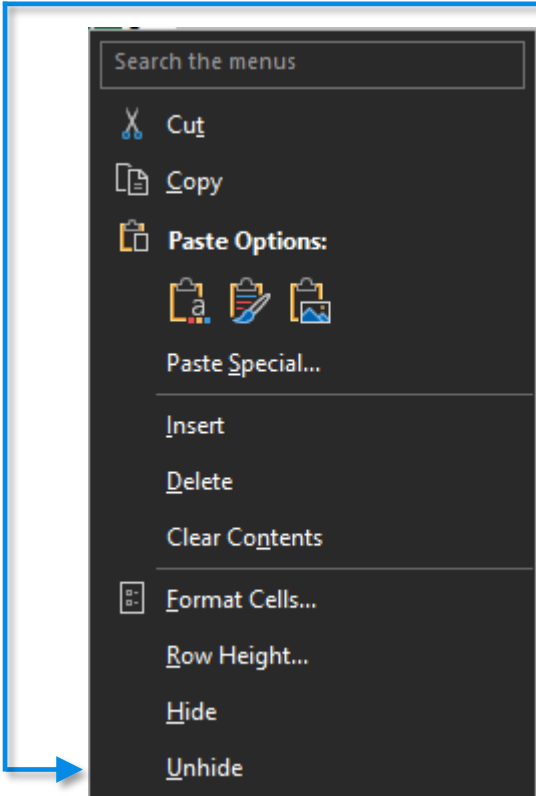 Search the menus
Cut
Copy
Paste Options:
a
Paste Special...
Insert
Delete
Clear Contents
Format Cells...
Row Height...
Hide
Unhide